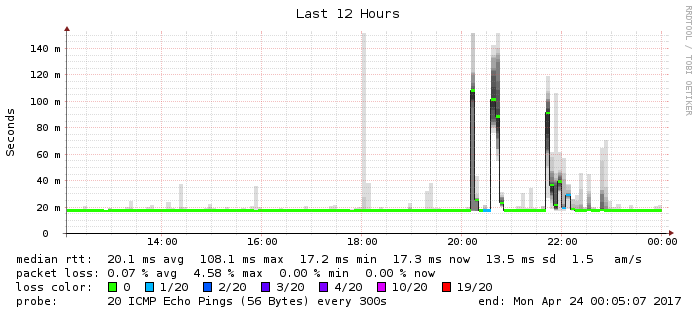 Last 12 Hours
RRDTOOL / TOBI OETIKER
Seconds
140 m
120 m
100 m
80 m
60 m
40 m
20 m
0
14:00 16:00 18:00 20:00 22:00 00:00
median rtt: 20.1 ms avg 108.1 ms max 17.2 ms min 17.3 ms now 13.5 ms sd 1.5 am/s
packet loss: 0.07 % avg 4.58 % max 0.00 % min 0.00 % now
loss color: 0 1/20 2/20 3/20 4/20 10/20 19/20
probe: 20 ICMP Echo Pings (56 Bytes) every 300s end: Mon Apr 24 00:05:07 2017